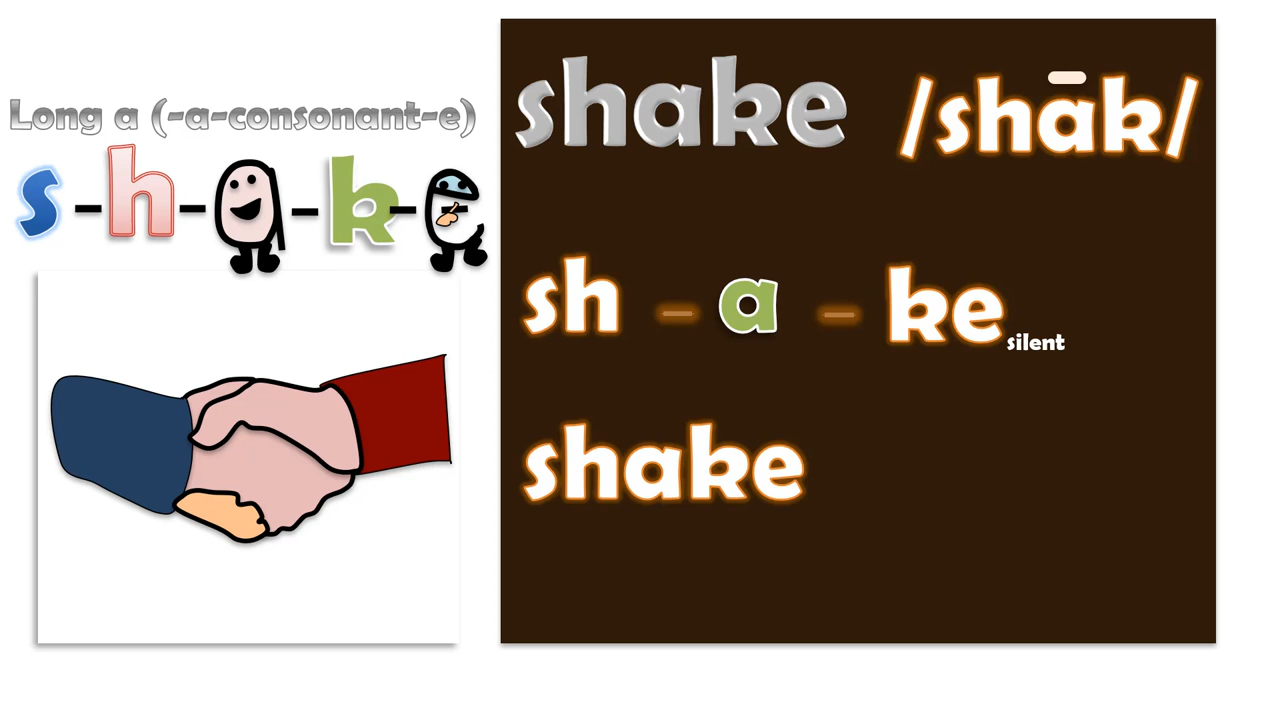 Long a (-a-consonant-e)
s-h-a-k-e
shake /shāk/
sh - a - ke silent
shake